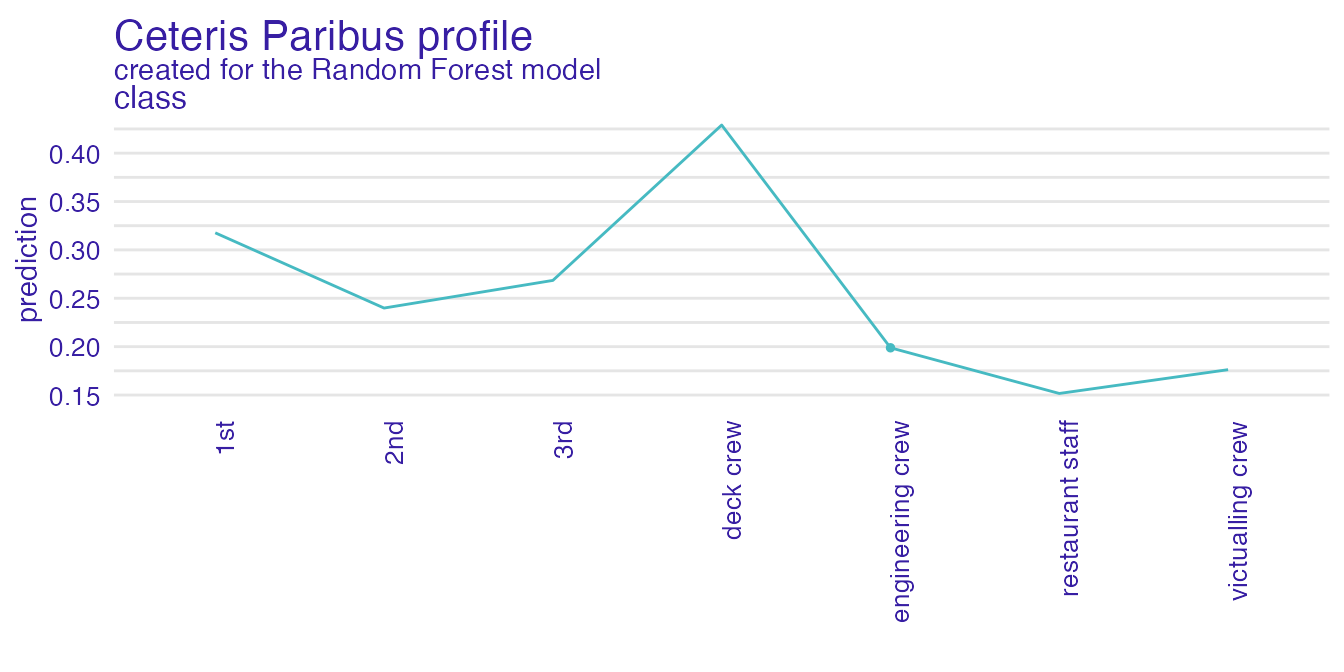 Ceteris Paribus profile
created for the Random Forest model
class
prediction
0.40
0.35
0.30
0.25
0.20
0.15
1st
2nd
3rd
deck crew
engineering crew
restaurant staff
victualling crew